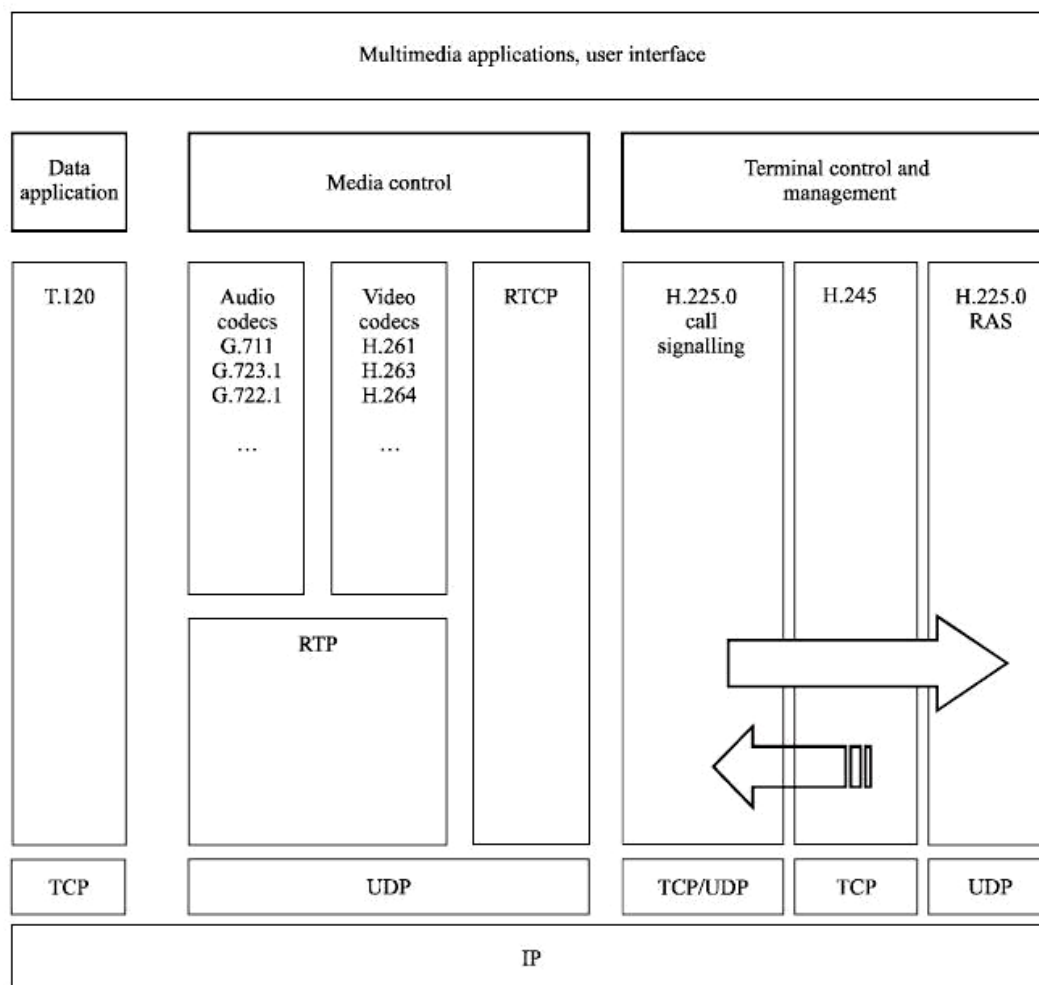 Multimedia applications, user interface
Data
application
Media control
Terminal control and
management
T.120
Audio
codecs
G.711
G.723.1
G.722.1
…
Video
codecs
H.261
H.263
H.264
…
RTCP
H.225.0
call
signalling
H.245
H.225.0
RAS
RTP
TCP
UDP
TCP/UDP
TCP
UDP
IP